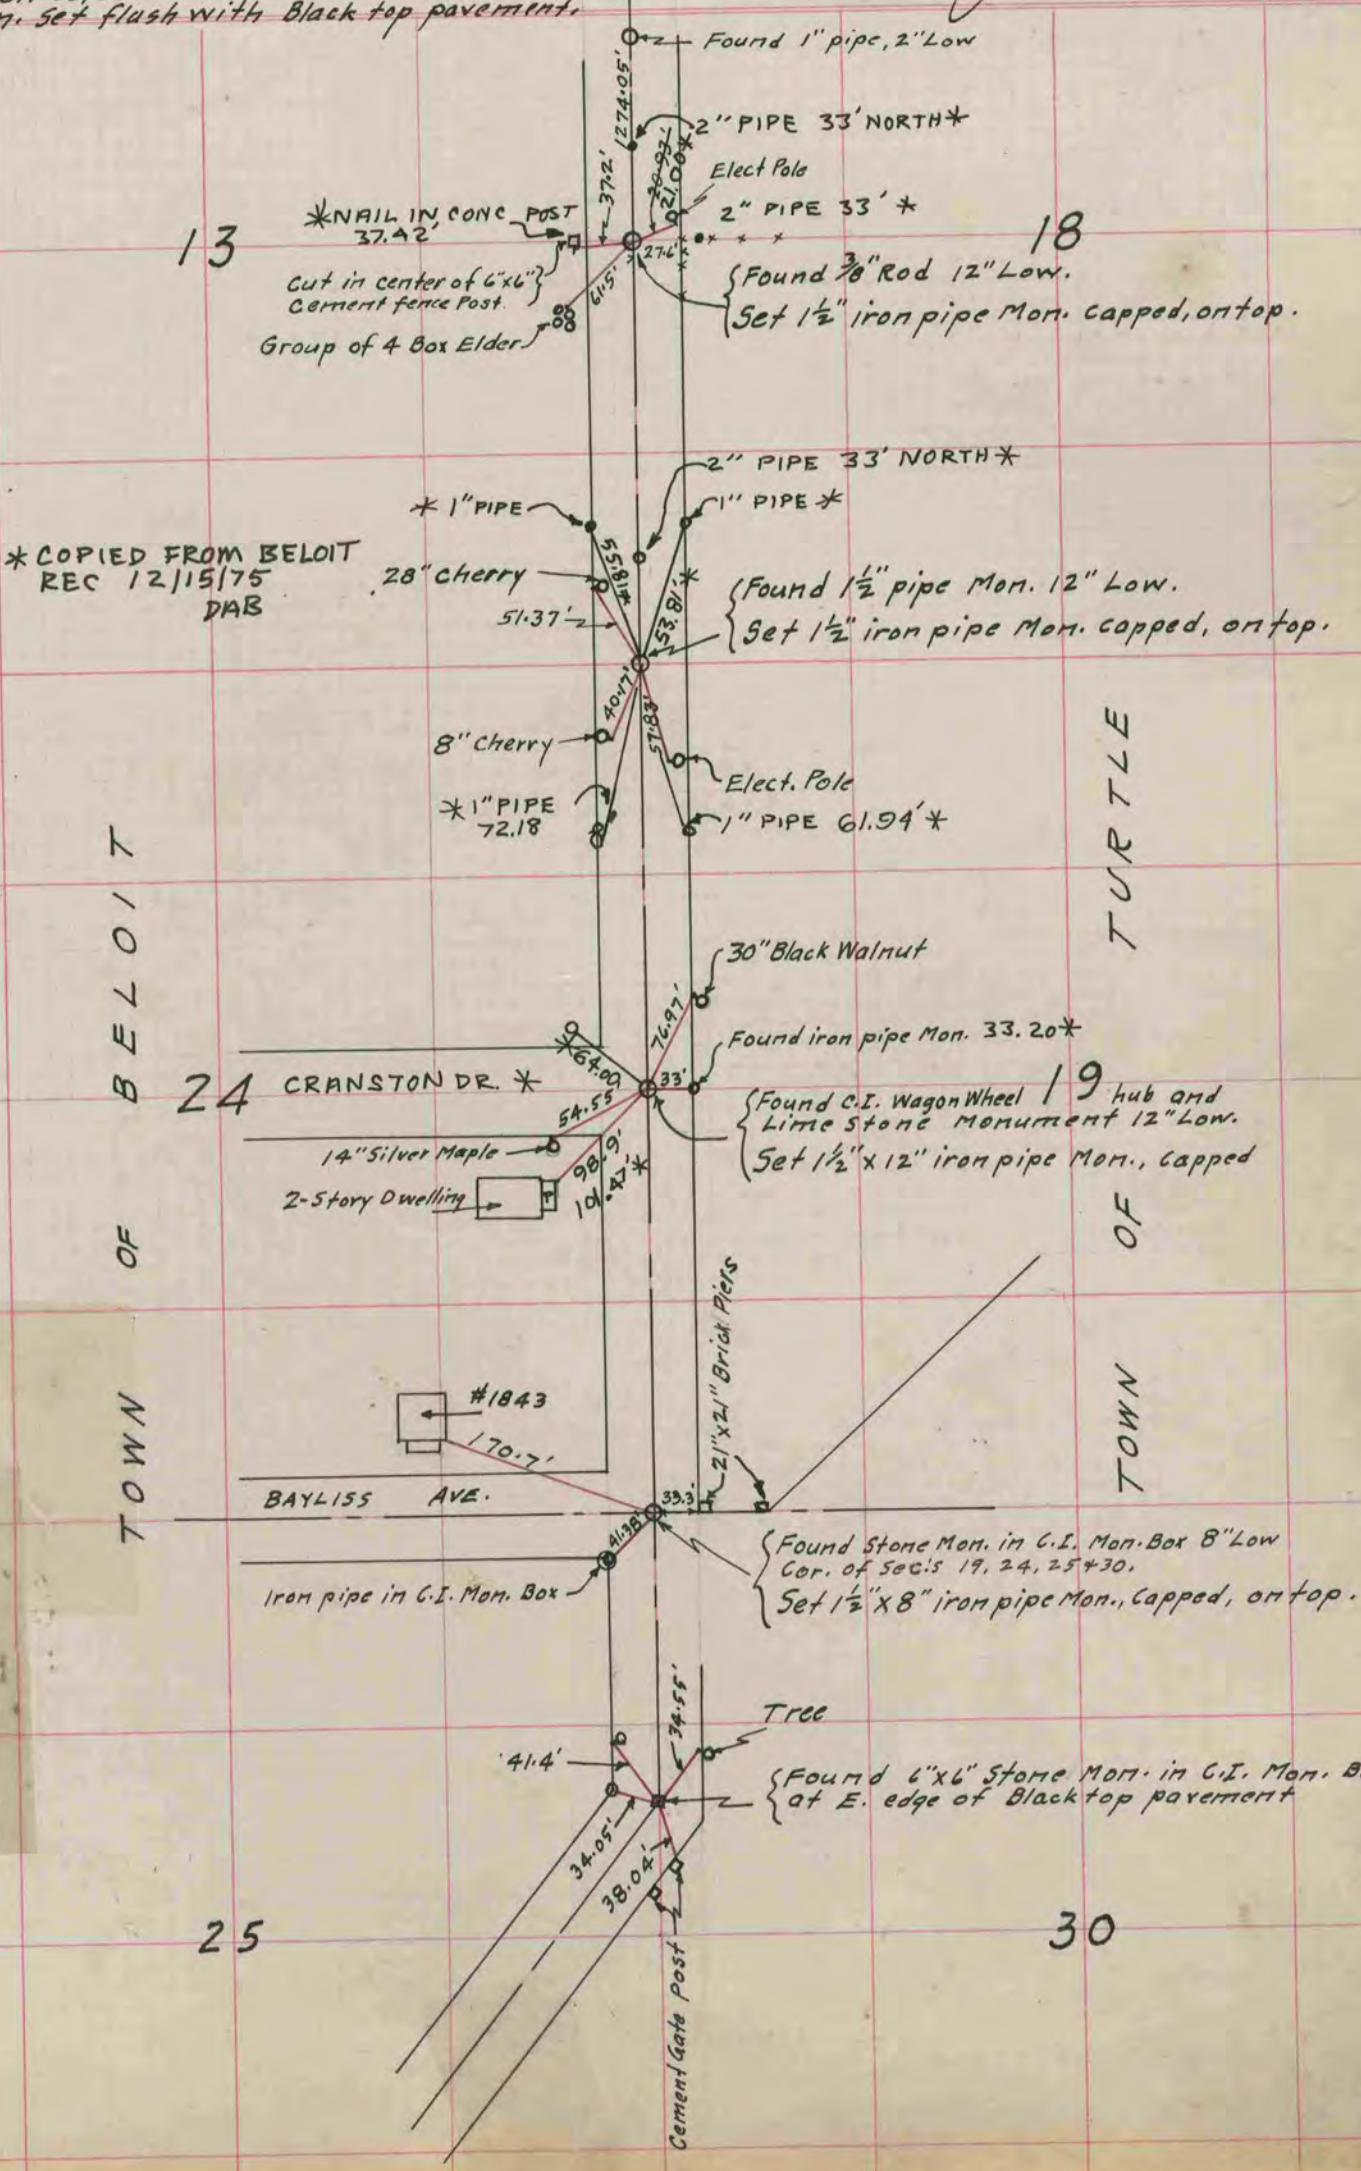 n. Set flush with Black top pavement.
Found 1" pipe, 2" Low
1274.05'
2" PIPE 33' NORTH *
37.2'
20.93'
21.00 *
Elect Pole
2" PIPE 33' *
* NAIL IN CONC POST
37.42'
13
18
27.6'
Cut in center of 6"x6"
Cement fence Post.
61.5'
Found 3/8" Rod 12" Low.
Set 1½" iron pipe Mon. Capped, on top.
Group of 4 Box Elder
2" PIPE 33' NORTH *
* 1" PIPE
1" PIPE *
* COPIED FROM BELOIT
REC 12/15/75
DAB
55.81 *
53.81' *
28" Cherry
51.37'
Found 1½" pipe Mon. 12" Low.
Set 1½" iron pipe Mon. Capped, on top.
40.17'
57.83'
8" Cherry
Elect. Pole
* 1" PIPE
72.18
1" PIPE 61.94' *
TOWN OF BELOIT
TOWN OF TURTLE
30" Black Walnut
76.97'
Found iron pipe Mon. 33.20 *
* 64.00
33'
24
CRANSTON DR. *
19
Found C.I. Wagon Wheel hub and
Lime Stone Monument 12" Low.
Set 1½" x 12" iron pipe Mon., Capped
54.55
14" Silver Maple
98.9'
101.47' *
2-Story Dwelling
21"x21" Brick Piers
#1843
170.7'
BAYLISS AVE.
33.3'
41.38'
Found Stone Mon. in C.I. Mon. Box 8" Low
Cor. of Sec.'s 19, 24, 25 + 30.
Set 1½" x 8" iron pipe Mon., Capped, on top.
Iron pipe in C.I. Mon. Box
34.55'
Tree
41.4'
Found 6"x6" Stone Mon. in C.I. Mon. B
at E. edge of Blacktop pavement
34.05'
38.04'
25
30
Cement Gate Post